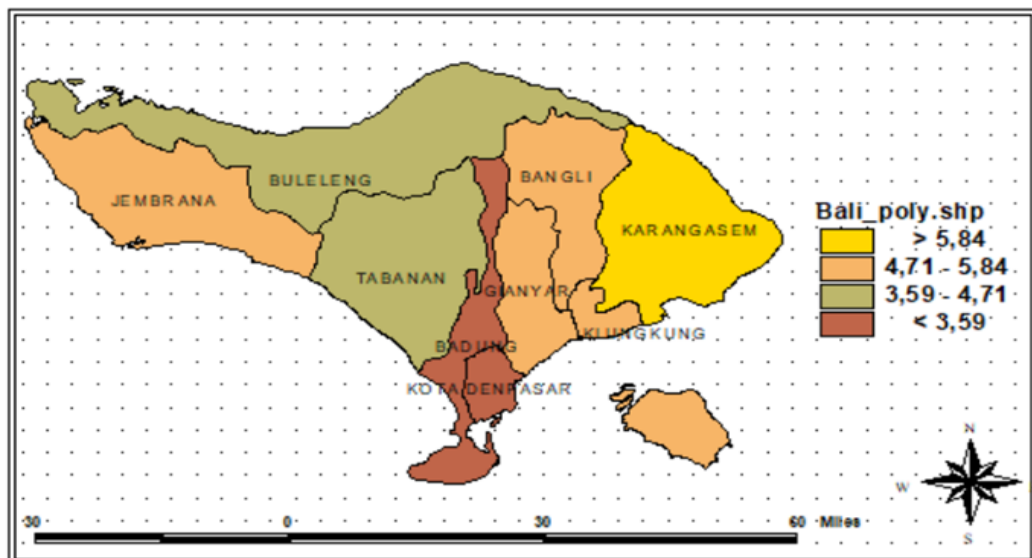 BULELENG
BANGLI
JEMBRANA
KARANGASEM
TABANAN
GIANYAR
KLUNGKUNG
BADUNG
KOTA DENPASAR
Bali_poly.shp
> 5,84
4,71 - 5,84
3,59 - 4,71
< 3,59
N
W
S
30 0 30 60 Miles